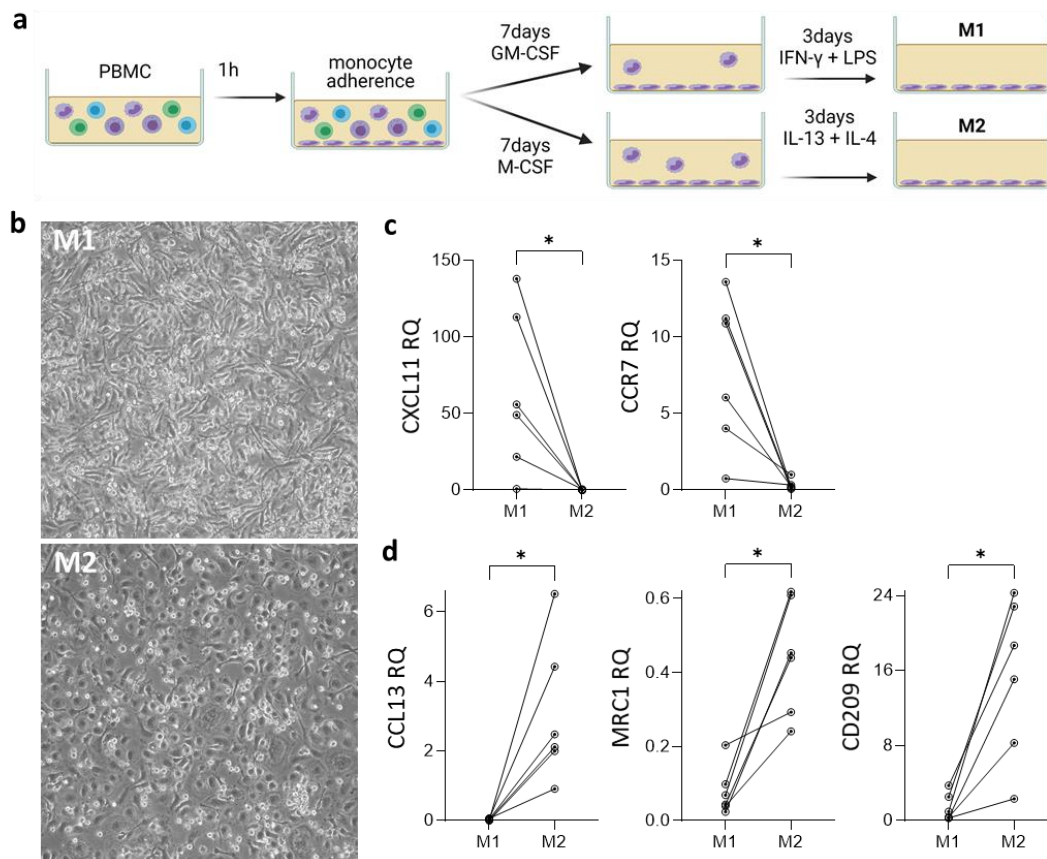 a
PBMC
1h
monocyte
adherence
7days
GM-CSF
7days
M-CSF
3days
IFN-γ + LPS
M1
3days
IL-13 + IL-4
M2
b
M1
M2
c
CXCL11 RQ
150
100
50
0
M1 M2
*
CCR7 RQ
15
10
5
0
M1 M2
*
d
CCL13 RQ
6
4
2
0
M1 M2
*
MRC1 RQ
0.6
0.4
0.2
0.0
M1 M2
*
CD209 RQ
24
16
8
0
M1 M2
*